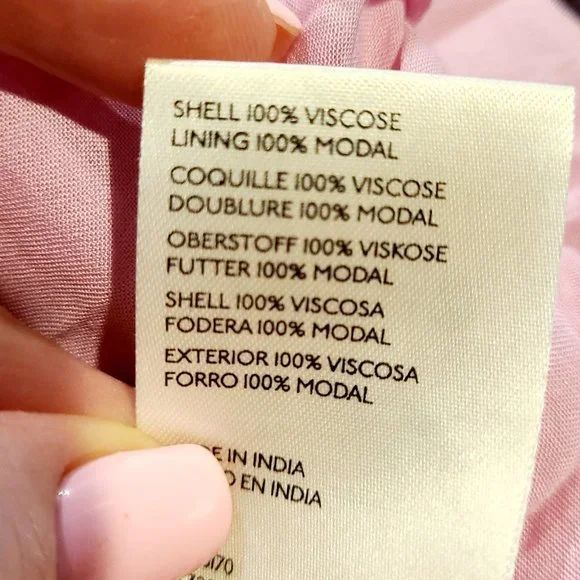 SHELL 100% VISCOSE
LINING 100% MODAL
COQUILLE 100% VISCOSE
DOUBLURE 100% MODAL
OBERSTOFF 100% VISKOSE
FUTTER 100% MODAL
SHELL 100% VISCOSA
FODERA 100% MODAL
EXTERIOR 100% VISCOSA
FORRO 100% MODAL
IN INDIA
EN INDIA